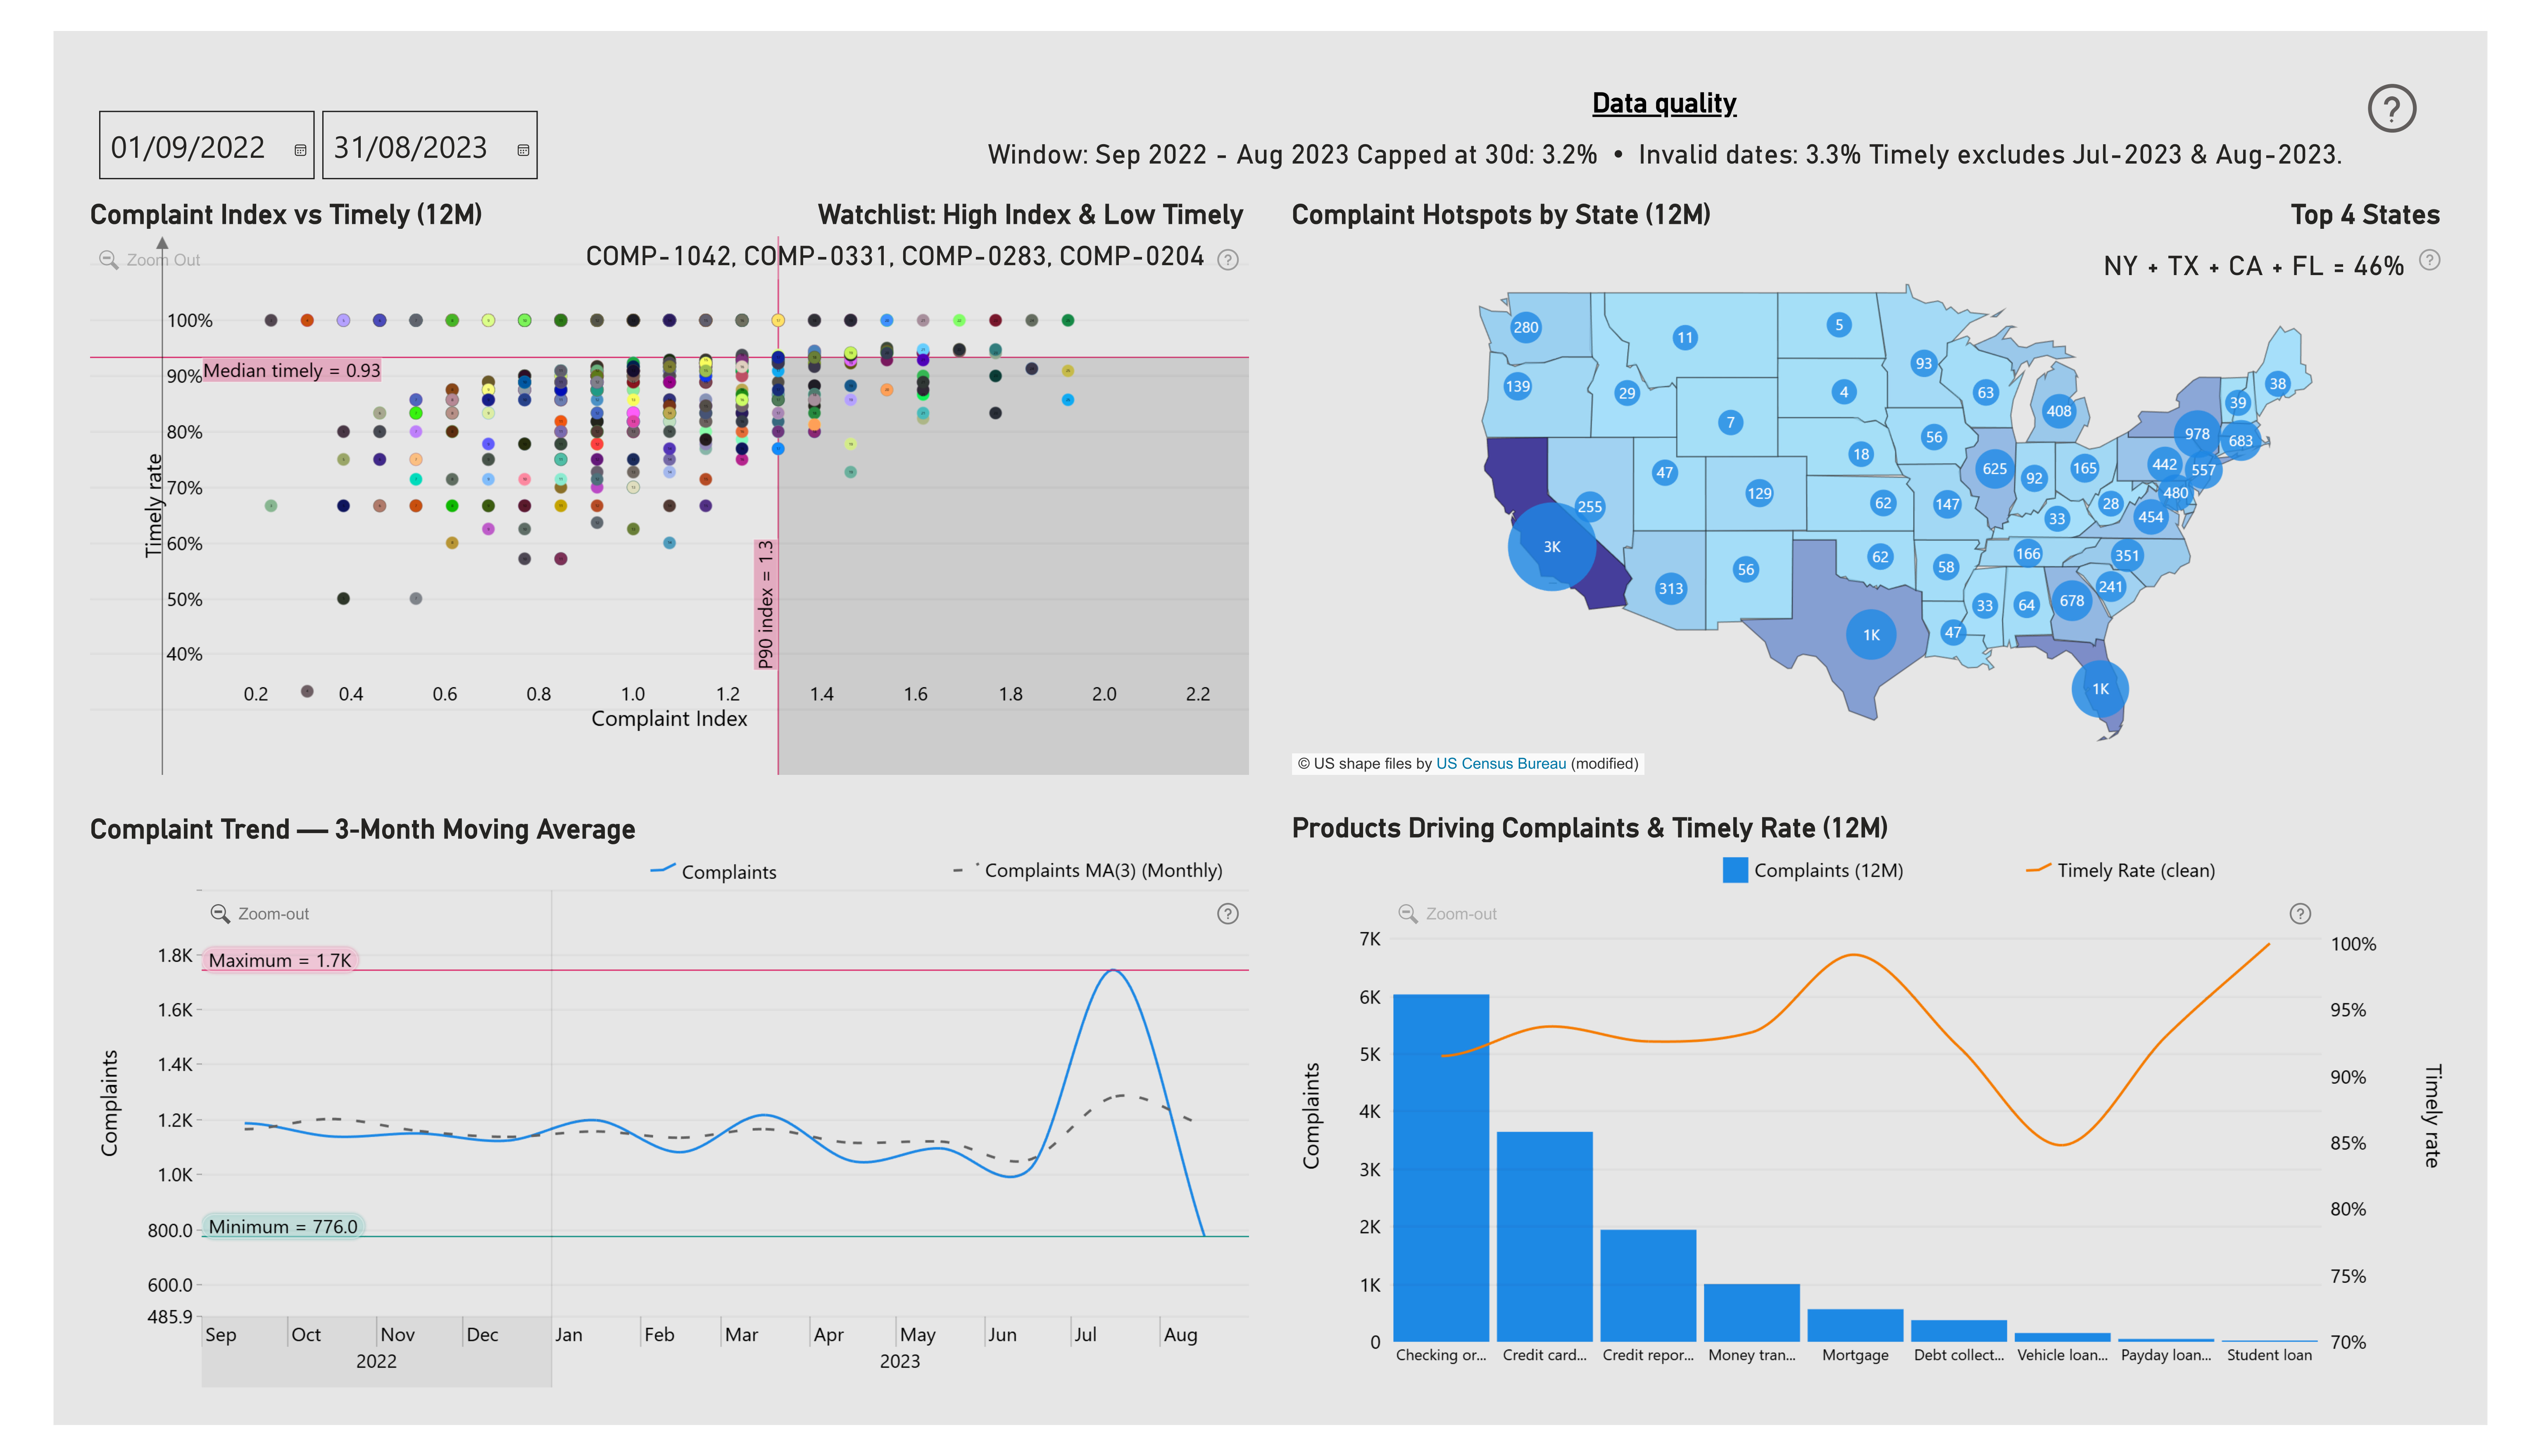 01/09/2022
31/08/2023
Data quality
Window: Sep 2022 - Aug 2023 Capped at 30d: 3.2% • Invalid dates: 3.3% Timely excludes Jul-2023 & Aug-2023.
Complaint Index vs Timely (12M)
Watchlist: High Index & Low Timely
COMP-1042, COMP-0331, COMP-0283, COMP-0204
Zoom Out
100%
Median timely = 0.93
90%
80%
70%
60%
50%
40%
Timely rate
P90 index = 1.3
0.2 0.4 0.6 0.8 1.0 1.2 1.4 1.6 1.8 2.0 2.2
Complaint Index
Complaint Hotspots by State (12M)
Top 4 States
NY + TX + CA + FL = 46%
280
11
5
93
139
29
4
63
408
39
38
7
56
978
683
18
47
625
92
165
442
557
129
255
62
147
28
480
33
454
3K
313
56
62
58
166
351
241
33
64
678
47
1K
1K
© US shape files by US Census Bureau (modified)
Complaint Trend — 3-Month Moving Average
Complaints
Complaints MA(3) (Monthly)
Zoom-out
1.8K
Maximum = 1.7K
1.6K
1.4K
1.2K
1.0K
800.0
Minimum = 776.0
600.0
485.9
Complaints
Sep Oct Nov Dec Jan Feb Mar Apr May Jun Jul Aug
2022 2023
Products Driving Complaints & Timely Rate (12M)
Complaints (12M)
Timely Rate (clean)
Zoom-out
7K
6K
5K
4K
3K
2K
1K
0
Complaints
100%
95%
90%
85%
80%
75%
70%
Timely rate
Checking or... Credit card... Credit repor... Money tran... Mortgage Debt collect... Vehicle loan... Payday loan... Student loan